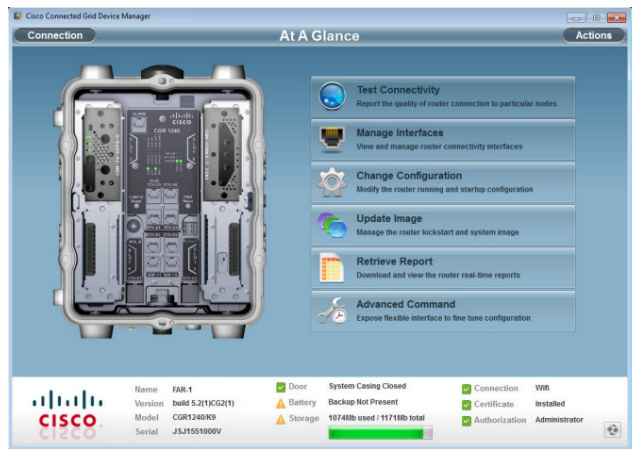 Cisco Connected Grid Device Manager
Connection
At A Glance
Actions
CISCO
CGR 1240
Test Connectivity
Report the quality of router connection to particular nodes
Manage Interfaces
View and manage router connectivity interfaces
Change Configuration
Modify the router running and startup configuration
Update Image
Manage the router kickstart and system image
Retrieve Report
Download and view the router real-time reports
Advanced Command
Expose flexible interface to fine tune configuration
CISCO
Name FAR-1
Version build 5.2(1)CG2(1)
Model CGR1240/K9
Serial JSJ1551000V
Door System Casing Closed
Battery Backup Not Present
Storage 1074Mb used / 1171Mb total
Connection Wifi
Certificate Installed
Authorization Administrator